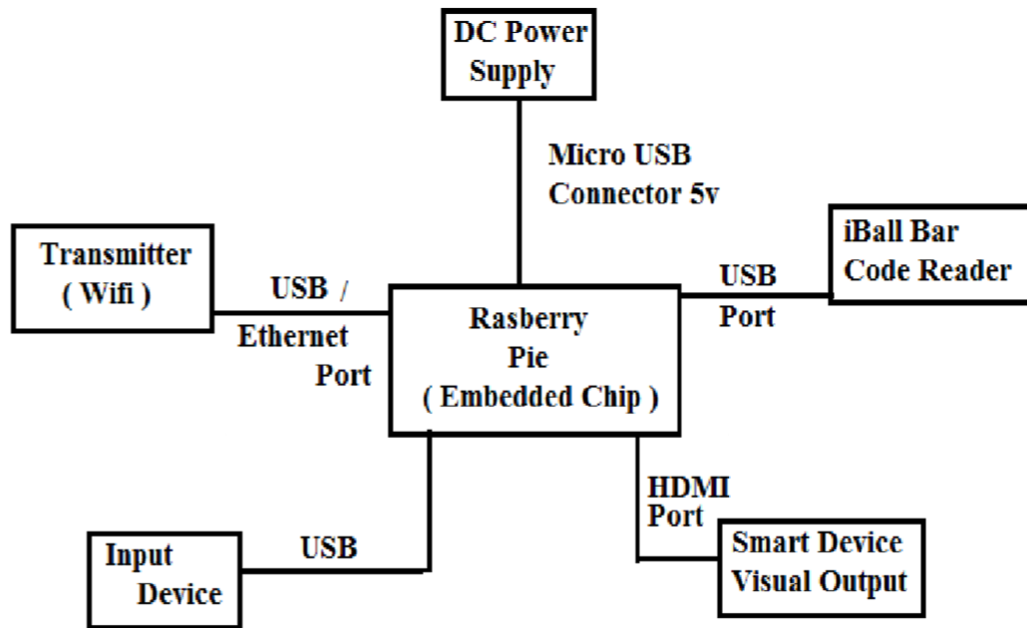 DC Power
Supply
Micro USB
Connector 5v
iBall Bar
Code Reader
Transmitter
( Wifi )
USB /
Ethernet
Port
USB
Port
Rasberry
Pie
( Embedded Chip )
HDMI
Port
Input
Device
USB
Smart Device
Visual Output